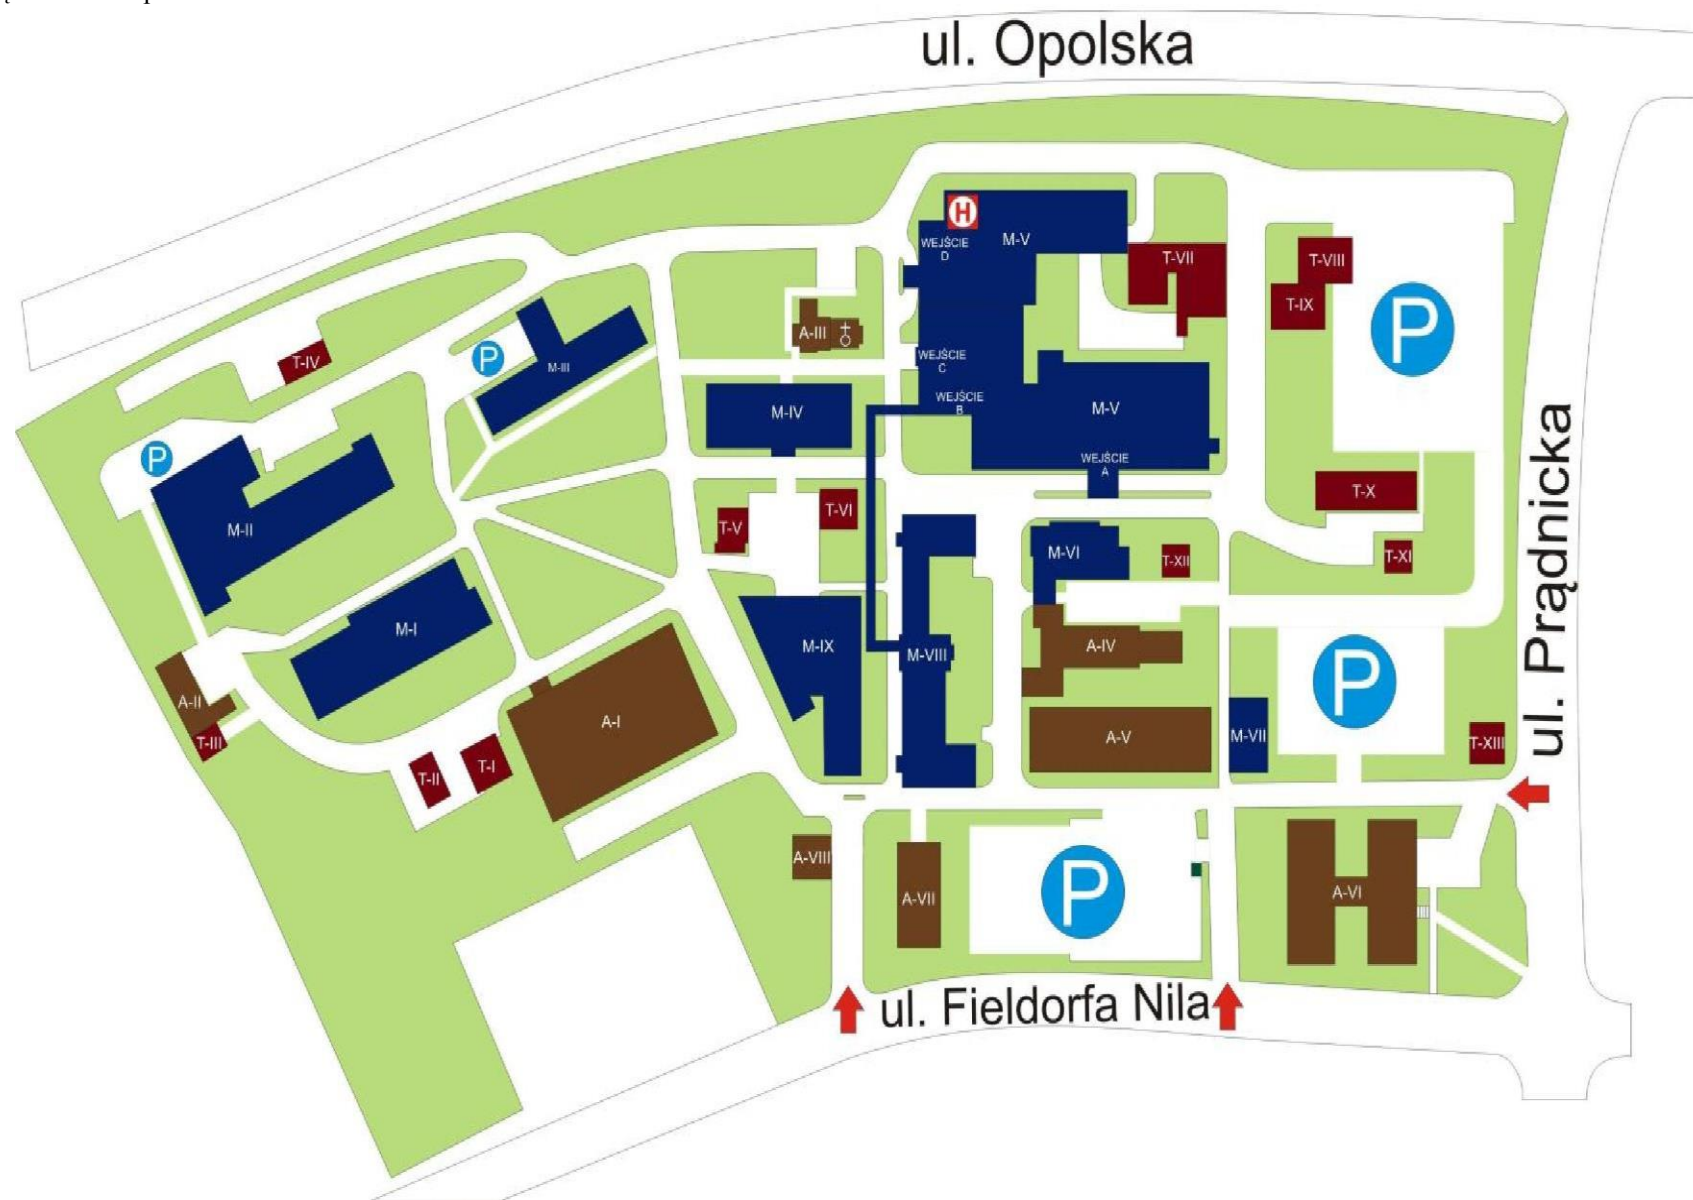 ul. Opolska
H
M-V
WEJŚCIE
D
T-VII
T-VIII
T-IX
P
A-III
T-IV
P
M-III
WEJŚCIE
C
WEJŚCIE
B
M-IV
M-V
WEJŚCIE
A
P
T-X
M-II
T-V
T-VI
M-VI
T-XII
T-XI
ul. Prądnicka
M-I
M-IX
M-VIII
A-IV
P
A-II
T-III
A-I
A-V
M-VII
T-XIII
T-II
T-I
A-VIII
A-VII
P
A-VI
ul. Fieldorfa Nila